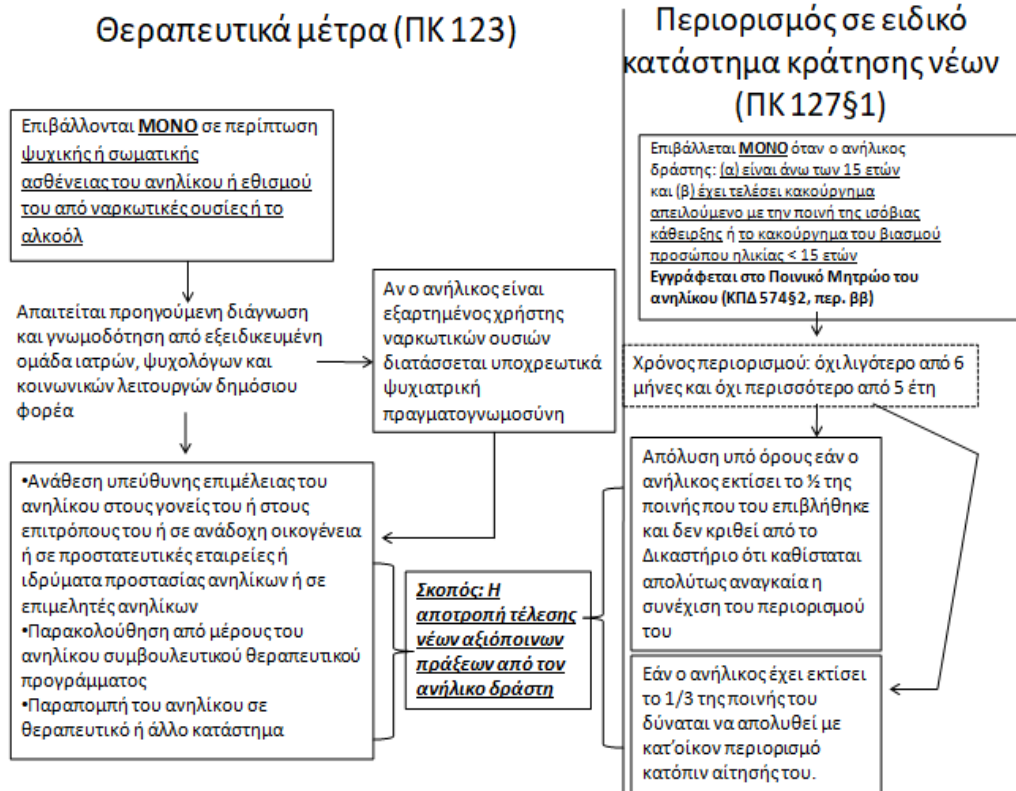 Θεραπευτικά μέτρα (ΠΚ 123)
Επιβάλλονται ΜΟΝΟ σε περίπτωση
ψυχικής ή σωματικής
ασθένειας του ανηλίκου ή εθισμού
του από ναρκωτικές ουσίες ή το
αλκοόλ
Απαιτείται προηγούμενη διάγνωση
και γνωμοδότηση από εξειδικευμένη
ομάδα ιατρών, ψυχολόγων και
κοινωνικών λειτουργών δημόσιου
φορέα
Αν ο ανήλικος είναι
εξαρτημένος χρήστης
ναρκωτικών ουσιών
διατάσσεται υποχρεωτικά
ψυχιατρική
πραγματογνωμοσύνη
•Ανάθεση υπεύθυνης επιμέλειας του
ανηλίκου στους γονείς του ή στους
επιτρόπους του ή σε ανάδοχη οικογένεια
ή σε προστατευτικές εταιρείες ή
ιδρύματα προστασίας ανηλίκων ή σε
επιμελητές ανηλίκων
•Παρακολούθηση από μέρους του
ανηλίκου συμβουλευτικού θεραπευτικού
προγράμματος
•Παραπομπή του ανηλίκου σε
θεραπευτικό ή άλλο κατάστημα
Σκοπός: Η
αποτροπή τέλεσης
νέων αξιόποινων
πράξεων από τον
ανήλικο δράστη
Περιορισμός σε ειδικό
κατάστημα κράτησης νέων
(ΠΚ 127§1)
Επιβάλλεται ΜΟΝΟ όταν ο ανήλικος
δράστης: (α) είναι άνω των 15 ετών
και (β) έχει τελέσει κακούργημα
απειλούμενο με την ποινή της ισόβιας
κάθειρξης ή το κακούργημα του βιασμού
προσώπου ηλικίας < 15 ετών
Εγγράφεται στο Ποινικό Μητρώο του
ανηλίκου (ΚΠΔ 574§2, περ. ββ)
Χρόνος περιορισμού: όχι λιγότερο από 6
μήνες και όχι περισσότερο από 5 έτη
Απόλυση υπό όρους εάν ο
ανήλικος εκτίσει το ½ της
ποινής που του επιβλήθηκε
και δεν κριθεί από το
Δικαστήριο ότι καθίσταται
απολύτως αναγκαία η
συνέχιση του περιορισμού
του
Εάν ο ανήλικος έχει εκτίσει
το 1/3 της ποινής του
δύναται να απολυθεί με
κατ'οίκον περιορισμό
κατόπιν αίτησής του.